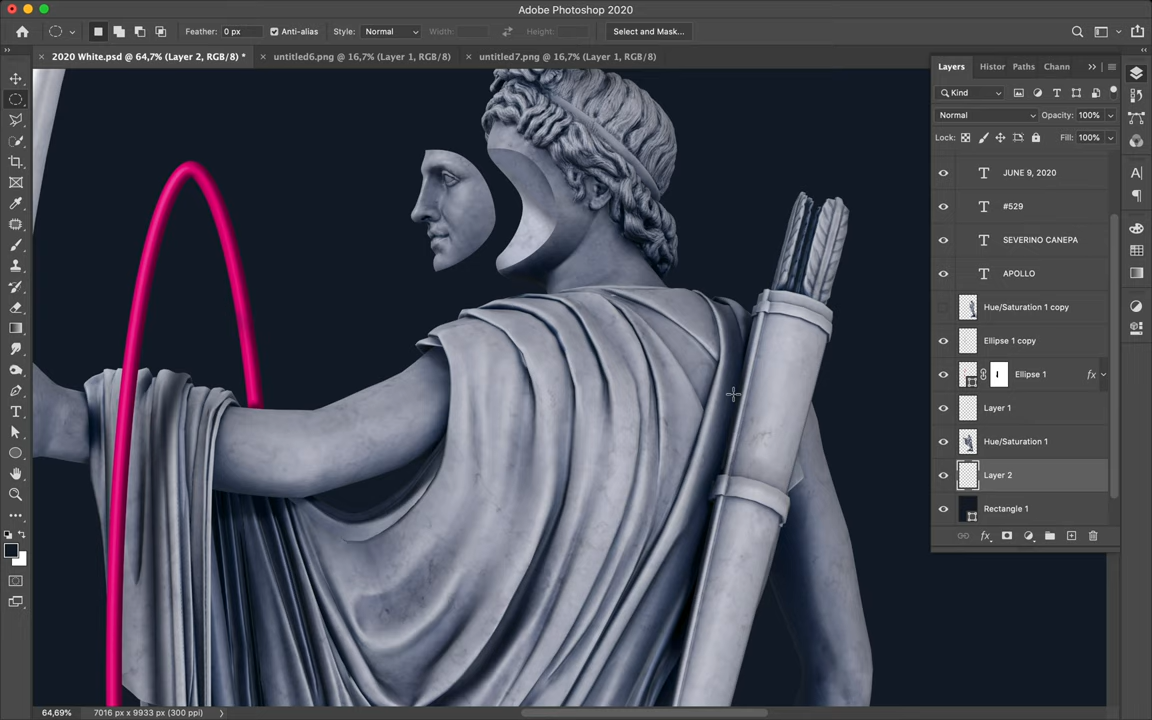 Adobe Photoshop 2020
Feather: 0 px
Anti-alias
Style: Normal
Width:
Height:
Select and Mask...
2020 White.psd @ 64,7% (Layer 2, RGB/8) *
untitled6.png @ 16,7% (Layer 1, RGB/8)
untitled7.png @ 16,7% (Layer 1, RGB/8)
Layers
Histor
Paths
Chann
Kind
Normal
Opacity: 100%
Lock:
Fill: 100%
JUNE 9, 2020
#529
SEVERINO CANEPA
APOLLO
Hue/Saturation 1 copy
Ellipse 1 copy
Ellipse 1
fx
Layer 1
Hue/Saturation 1
Layer 2
Rectangle 1
fx
64,69%
7016 px x 9933 px (300 ppi)